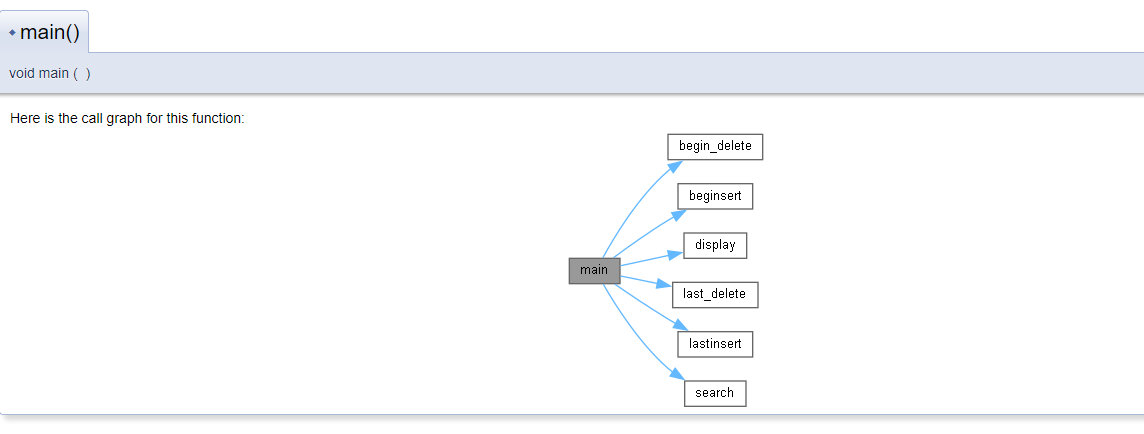 main()
void main ( )
Here is the call graph for this function:
begin_delete
beginsert
display
main
last_delete
lastinsert
search